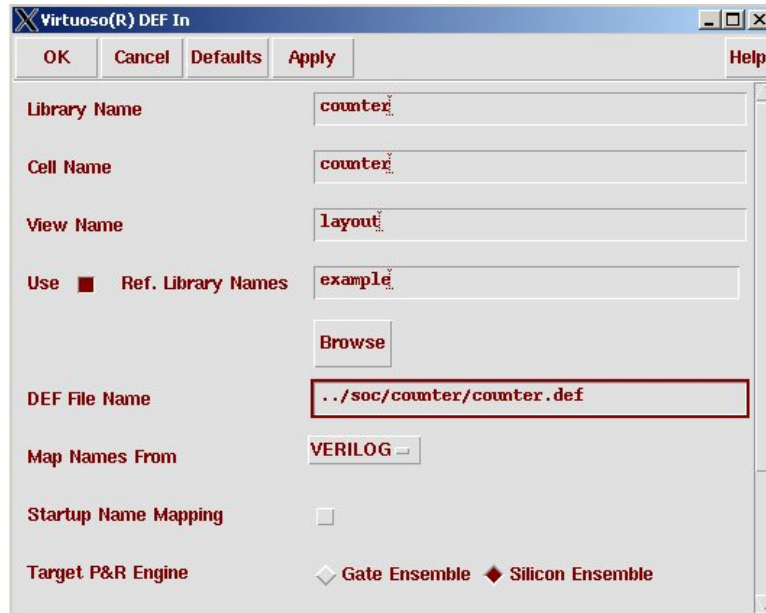 Virtuoso(R) DEF In
OK Cancel Defaults Apply Help
Library Name counter
Cell Name counter
View Name layout
Use Ref. Library Names example
Browse
DEF File Name ../soc/counter/counter.def
Map Names From VERILOG
Startup Name Mapping
Target P&R Engine Gate Ensemble Silicon Ensemble